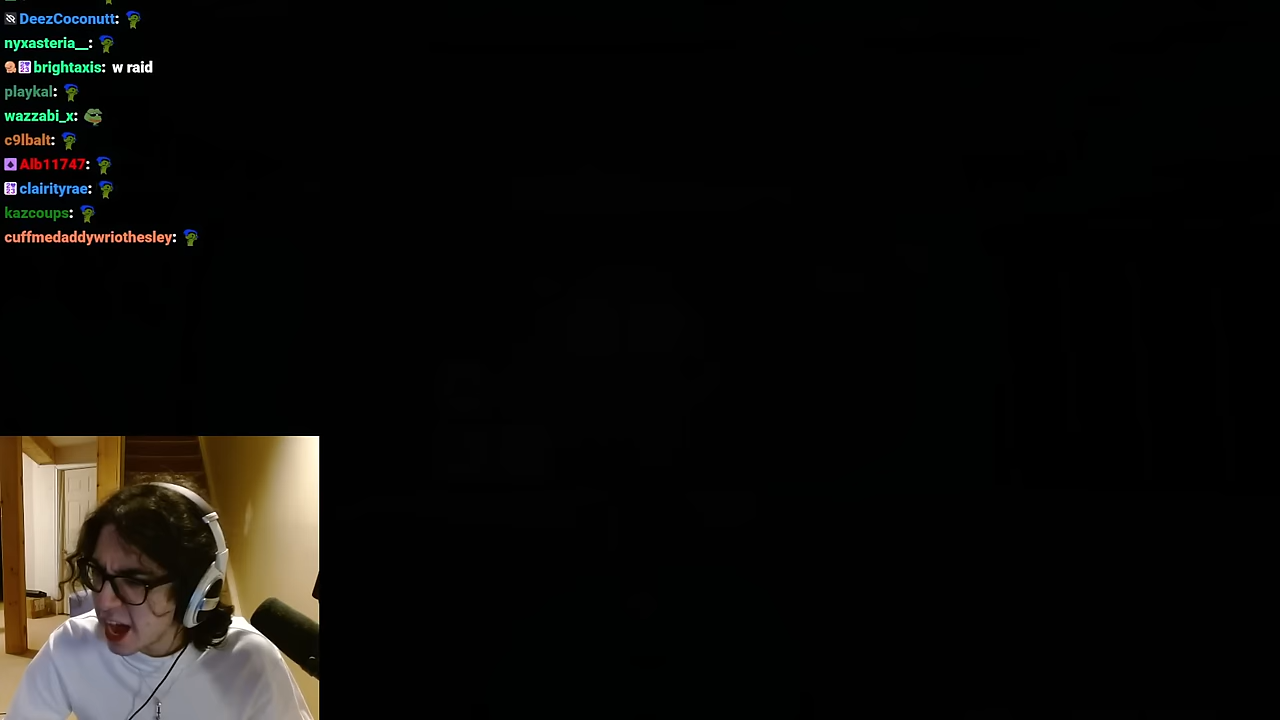 DeezCoconutt:
nyxasteria__:
brightaxis: w raid
playkal:
wazzabi_x:
c9lbalt:
Alb11747:
clairityrae:
kazcoups:
cuffmedaddywriothesley: